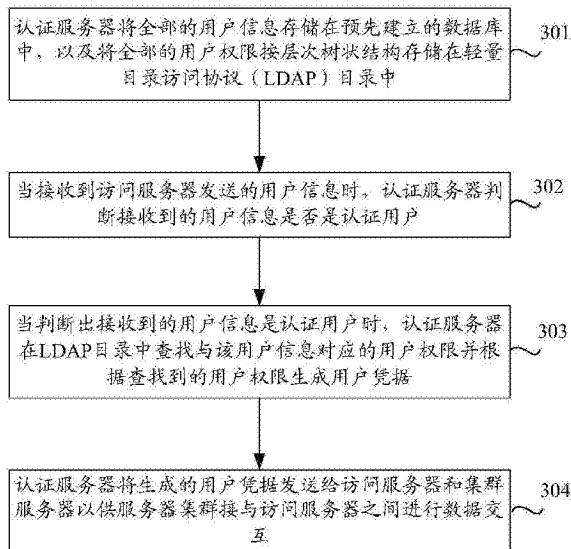 认证服务器将全部的用户信息存储在预先建立的数据库
中，以及将全部的用户权限按层次树状结构存储在轻量
目录访问协议（LDAP）目录中
301
当接收到访问服务器发送的用户信息时，认证服务器判
断接收到的用户信息是否是认证用户
302
当判断出接收到的用户信息是认证用户时，认证服务器
在LDAP目录中查找与该用户信息对应的用户权限并根
据查找到的用户权限生成用户凭据
303
认证服务器将生成的用户凭据发送给访问服务器和集群
服务器以供服务器集群接与访问服务器之间进行数据交
互
304